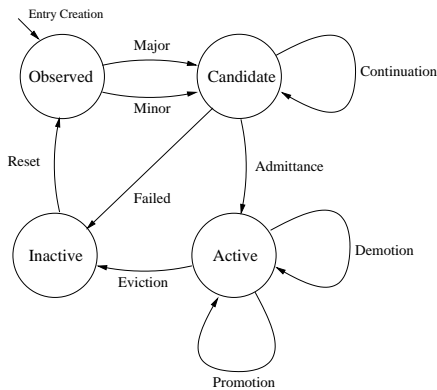 Entry Creation
Major
Observed
Candidate
Continuation
Minor
Reset
Admittance
Failed
Inactive
Active
Demotion
Eviction
Promotion